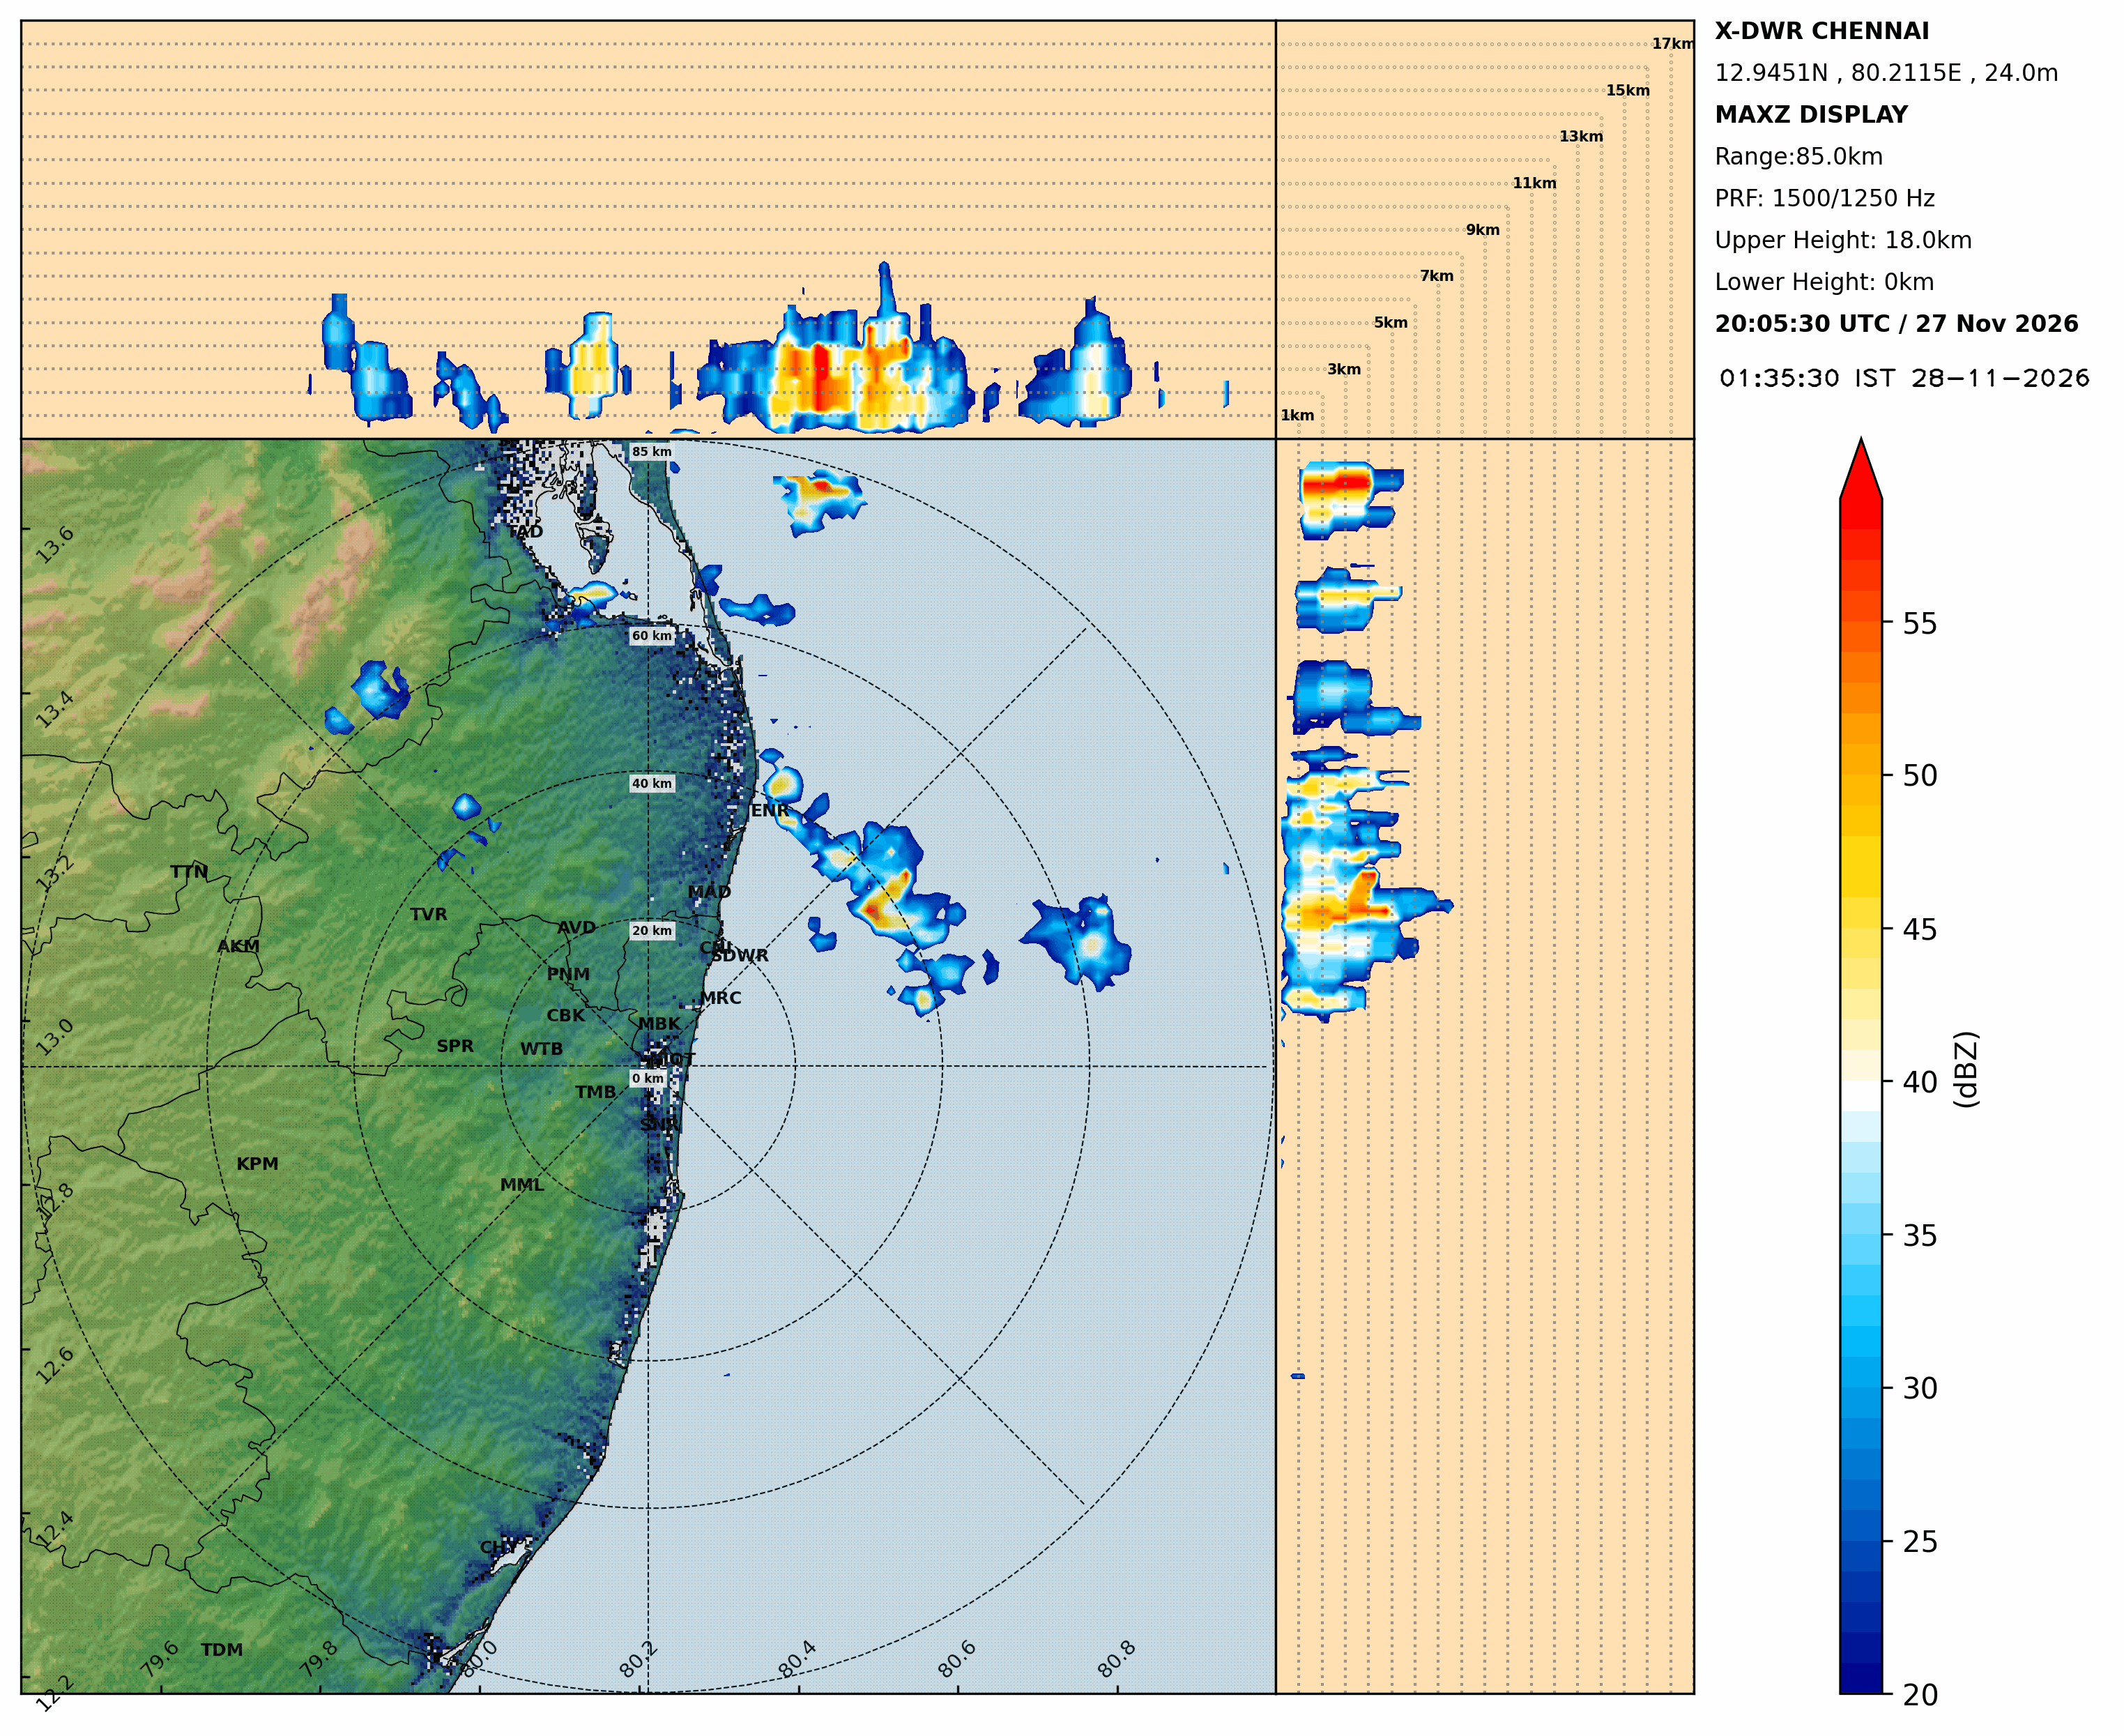 X-DWR CHENNAI
12.9451N , 80.2115E , 24.0m
MAXZ DISPLAY
Range:85.0km
PRF: 1500/1250 Hz
Upper Height: 18.0km
Lower Height: 0km
20:05:30 UTC / 27 Nov 2026
01:35:30 IST 28-11-2026
17km
15km
13km
11km
9km
7km
5km
3km
1km
85 km
60 km
40 km
20 km
0 km
TAD
ENR
TTN
MAD
TVR
AVD
AKM
SDWR
PNM
MRC
CBK
MBK
SPR
WTB
TMB
SNR
KPM
MML
CHY
TDM
13.6
13.4
13.2
13.0
12.8
12.6
12.4
12.2
79.6
79.8
80.0
80.2
80.4
80.6
80.8
55
50
45
40
35
30
25
20
(dBZ)